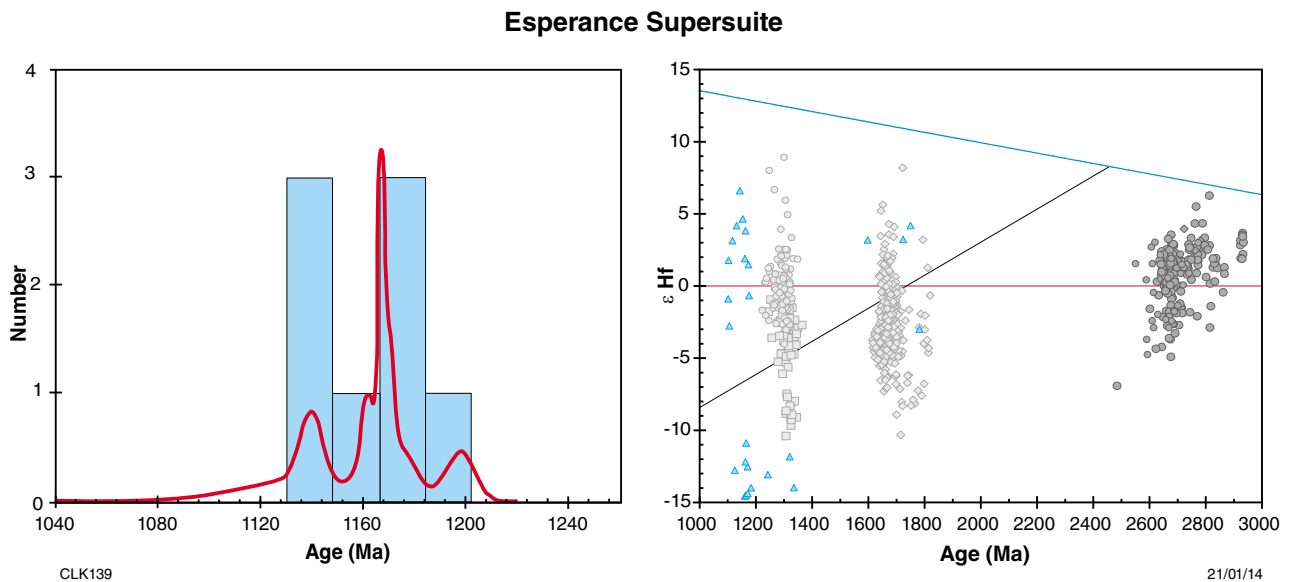 Esperance Supersuite
4
3
2
1
0
Number
1040 1080 1120 1160 1200 1240
Age (Ma)
15
10
5
0
-5
-10
-15
ε Hf
1000 1200 1400 1600 1800 2000 2200 2400 2600 2800 3000
Age (Ma)
CLK139
21/01/14